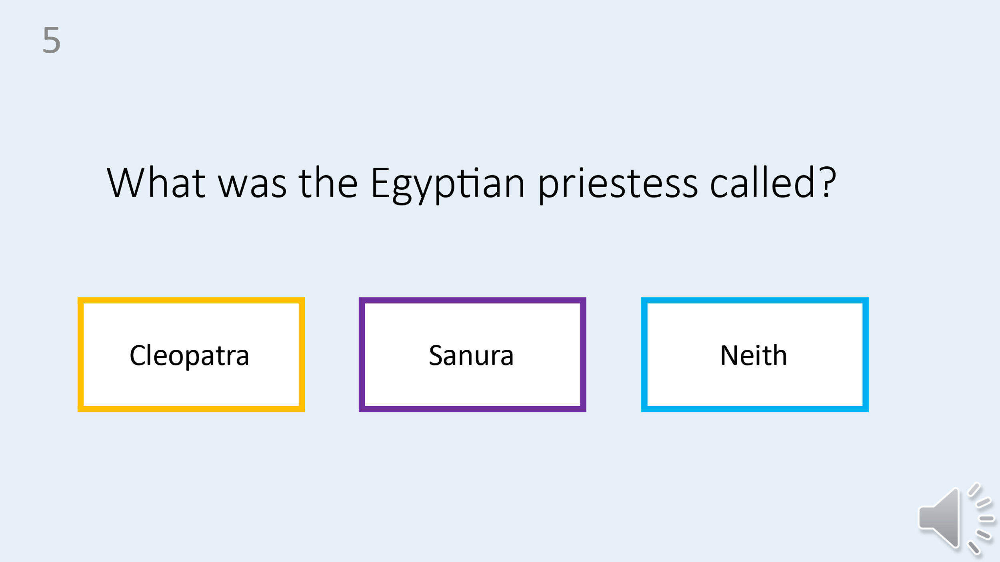 5
What was the Egyptian priestess called?
Cleopatra
Sanura
Neith